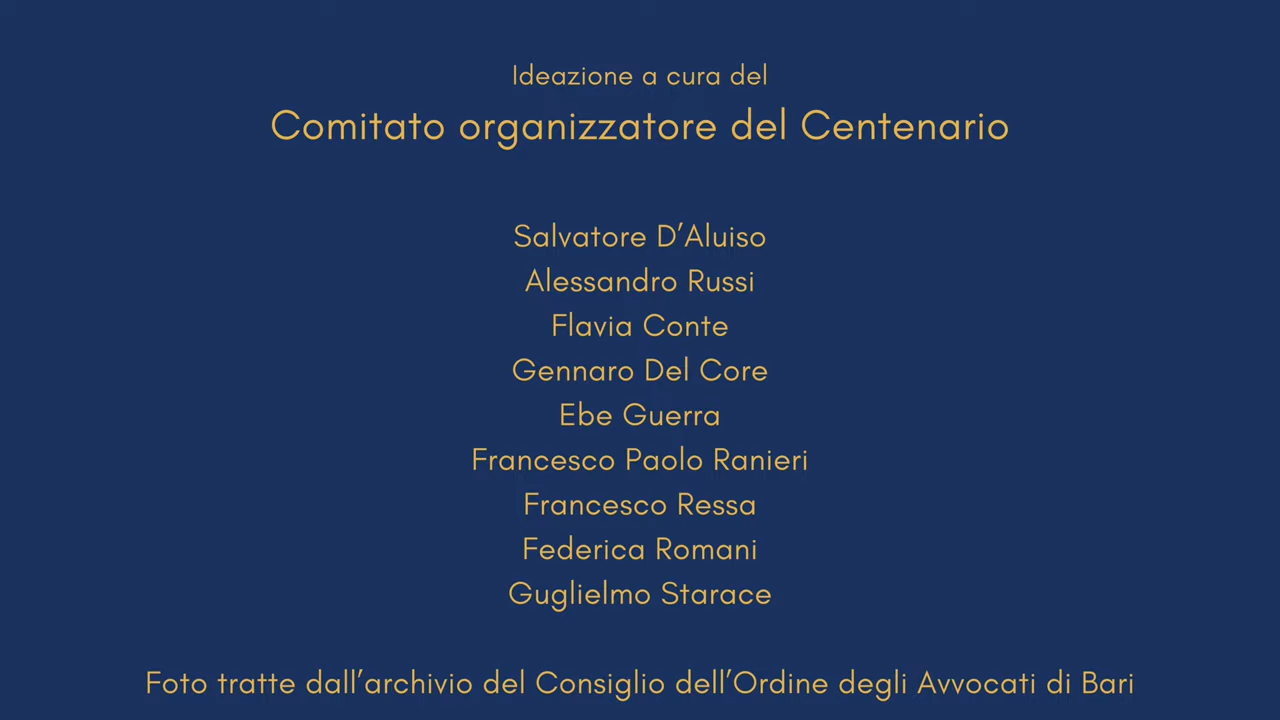 Ideazione a cura del
Comitato organizzatore del Centenario
Salvatore D’Aluiso
Alessandro Russi
Flavia Conte
Gennaro Del Core
Ebe Guerra
Francesco Paolo Ranieri
Francesco Ressa
Federica Romani
Guglielmo Starace
Foto tratte dall’archivio del Consiglio dell’Ordine degli Avvocati di Bari